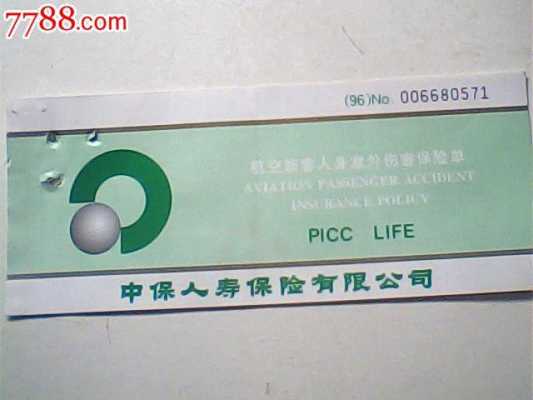 7788.com
(96)No. 006680571
航空旅客人身意外伤害保险单
AVIATION PASSENGER ACCIDENT
INSURANCE POLICY
PICC LIFE
中保人寿保险有限公司